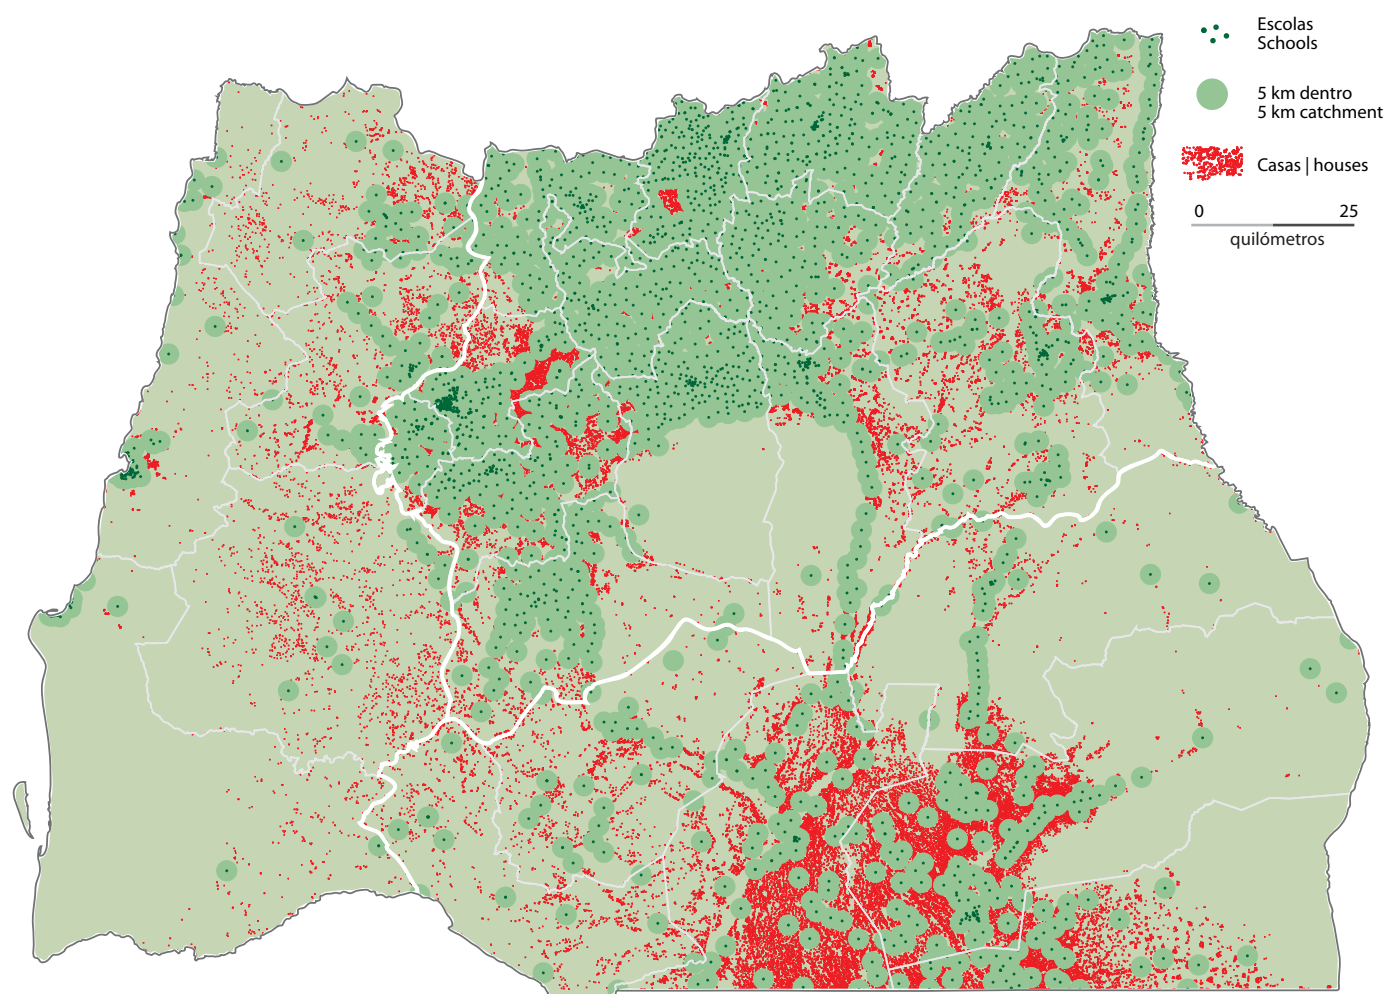 Escolas
Schools
5 km dentro
5 km catchment
Casas | houses
0 25
quilómetros